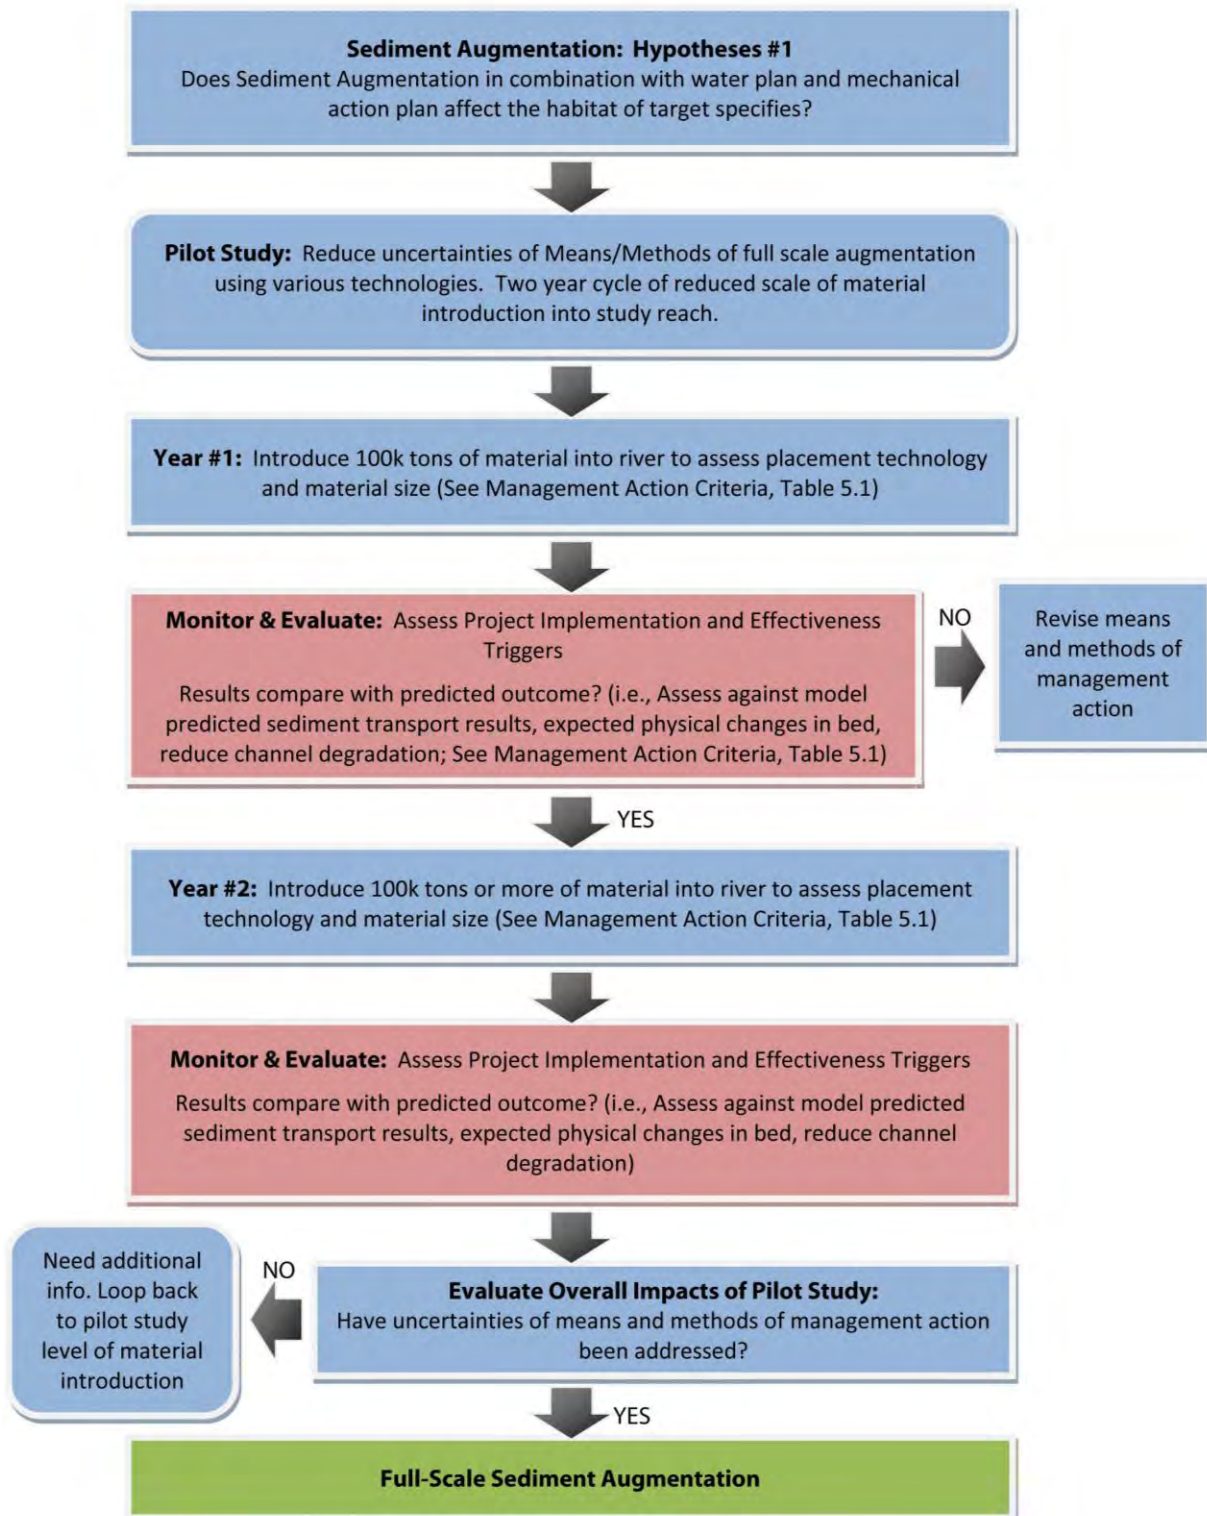 Sediment Augmentation: Hypotheses #1
Does Sediment Augmentation in combination with water plan and mechanical
action plan affect the habitat of target specifies?
Pilot Study: Reduce uncertainties of Means/Methods of full scale augmentation
using various technologies. Two year cycle of reduced scale of material
introduction into study reach.
Year #1: Introduce 100k tons of material into river to assess placement technology
and material size (See Management Action Criteria, Table 5.1)
Monitor & Evaluate: Assess Project Implementation and Effectiveness
Triggers
Results compare with predicted outcome? (i.e., Assess against model
predicted sediment transport results, expected physical changes in bed,
reduce channel degradation; See Management Action Criteria, Table 5.1)
NO
Revise means
and methods of
management
action
YES
Year #2: Introduce 100k tons or more of material into river to assess placement
technology and material size (See Management Action Criteria, Table 5.1)
Monitor & Evaluate: Assess Project Implementation and Effectiveness Triggers
Results compare with predicted outcome? (i.e., Assess against model predicted
sediment transport results, expected physical changes in bed, reduce channel
degradation)
Evaluate Overall Impacts of Pilot Study:
Have uncertainties of means and methods of management action
been addressed?
NO
Need additional
info. Loop back
to pilot study
level of material
introduction
YES
Full-Scale Sediment Augmentation